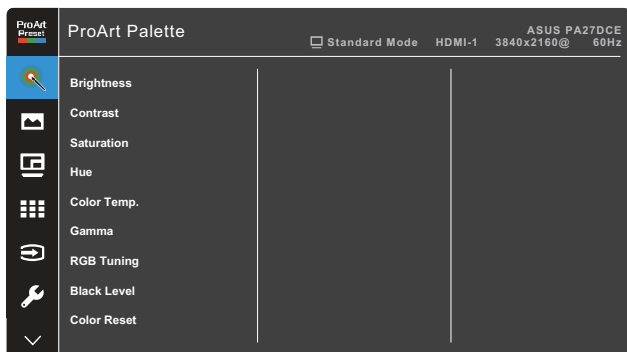 ProArt
Preset
ProArt Palette
Standard Mode HDMI-1 ASUS PA27DCE
3840x2160@ 60Hz
Brightness
Contrast
Saturation
Hue
Color Temp.
Gamma
RGB Tuning
Black Level
Color Reset